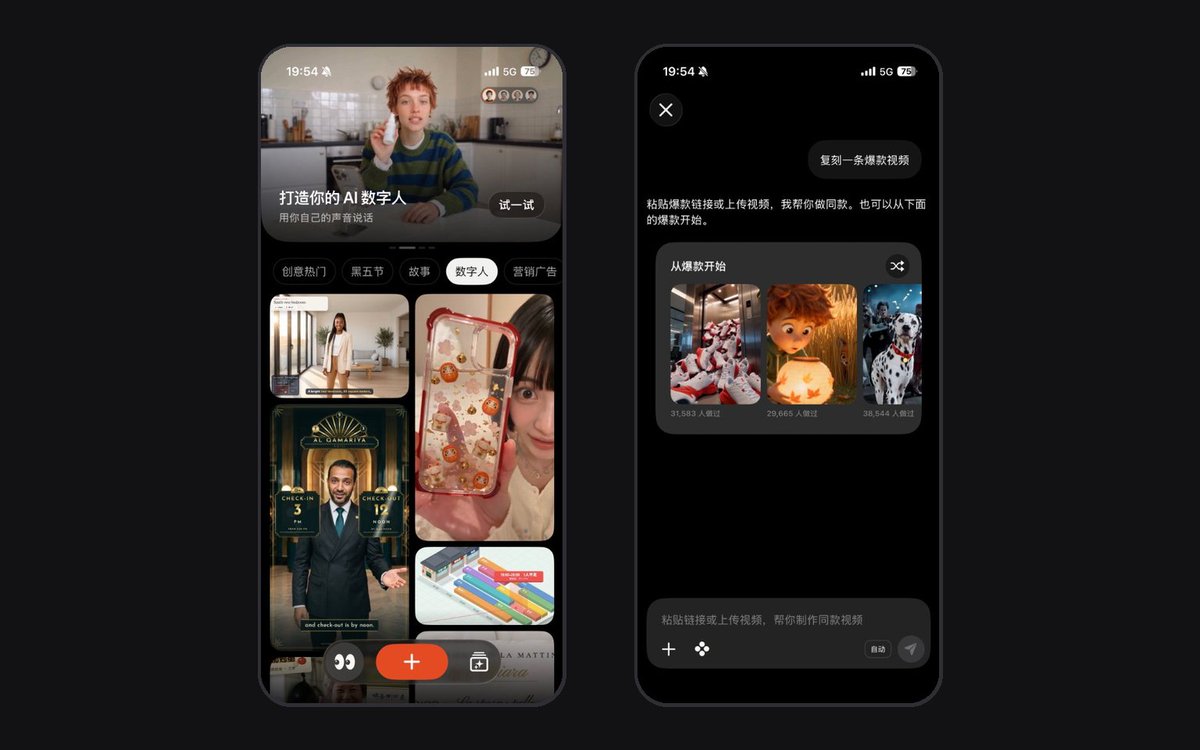 19:54
5G 75
打造你的 AI 数字人
用你自己的声音说话
试一试
创意热门
黑五节
故事
数字人
营销广告
AL QAMARIYA
CHECK-IN
3
PM
CHECK-OUT
12
NOON
and check-out is by noon.
19:54
5G 75
复刻一条爆款视频
粘贴爆款链接或上传视频，我帮你做同款。也可以从下面
的爆款开始。
从爆款开始
31,583 人做过
29,665 人做过
38,544 人做过
粘贴链接或上传视频，帮你制作同款视频
自动